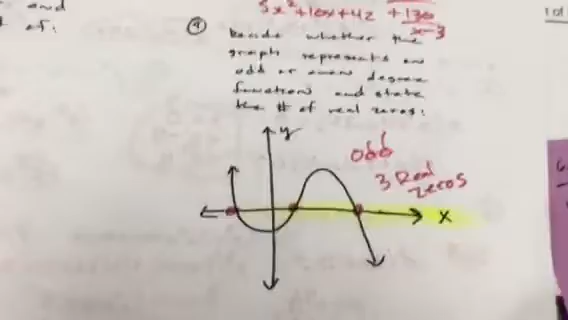 and
of:
5x²+10x+42 +130
x-3
④ Decide whether the
graph represents an
odd or even degree
function and state
the # of real zeros:
y
odd
3 Real
zeros
x